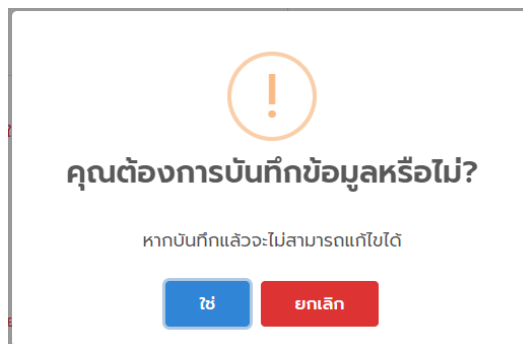 คุณต้องการบันทึกข้อมูลหรือไม่?
หากบันทึกแล้วจะไม่สามารถแก้ไขได้
ใช่
ยกเลิก